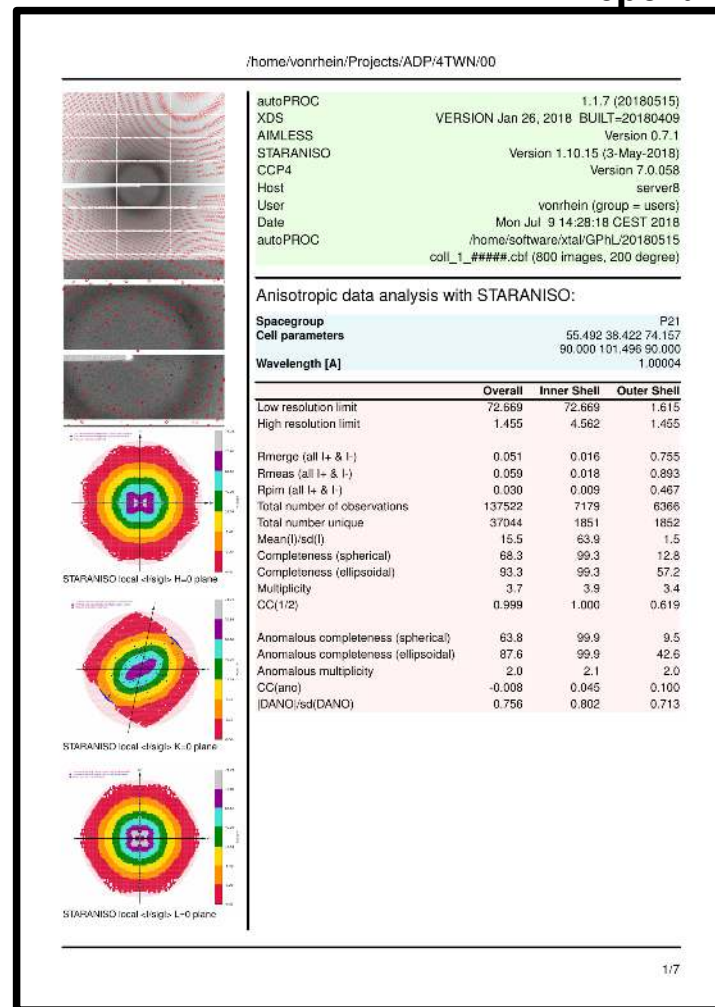 /home/vonrhein/Projects/ADP/4TWN/00
autoPROC 1.1.7 (20180515)
XDS VERSION Jan 26, 2018 BUILT=20180409
AIMLESS Version 0.7.1
STARANISO Version 1.10.15 (3-May-2018)
CCP4 Version 7.0.058
Host server8
User vonrhein (group = users)
Date Mon Jul 9 14:28:18 CEST 2018
autoPROC /home/software/xtal/GPhL/20180515
coll_1_#####.cbf (800 images, 200 degree)
Anisotropic data analysis with STARANISO:
Spacegroup P21
Cell parameters 55.492 38.422 74.157
90.000 101.496 90.000
Wavelength [A] 1.00004
Overall Inner Shell Outer Shell
Low resolution limit 72.669 72.669 1.615
High resolution limit 1.455 4.562 1.455
Rmerge (all I+ & I-) 0.051 0.016 0.755
Rmeas (all I+ & I-) 0.059 0.018 0.893
Rpim (all I+ & I-) 0.030 0.009 0.467
Total number of observations 137522 7179 6366
Total number unique 37044 1851 1852
Mean(I)/sd(I) 15.5 63.9 1.5
Completeness (spherical) 68.3 99.3 12.8
Completeness (ellipsoidal) 93.3 99.3 57.2
Multiplicity 3.7 3.9 3.4
CC(1/2) 0.999 1.000 0.619
Anomalous completeness (spherical) 63.8 99.9 9.5
Anomalous completeness (ellipsoidal) 87.6 99.9 42.6
Anomalous multiplicity 2.0 2.1 2.0
CC(ano) -0.008 0.045 0.100
|DANO|/sd(DANO) 0.756 0.802 0.713
STARANISO local <I/sigI> H=0 plane
STARANISO local <I/sigI> K=0 plane
STARANISO local <I/sigI> L=0 plane
1/7